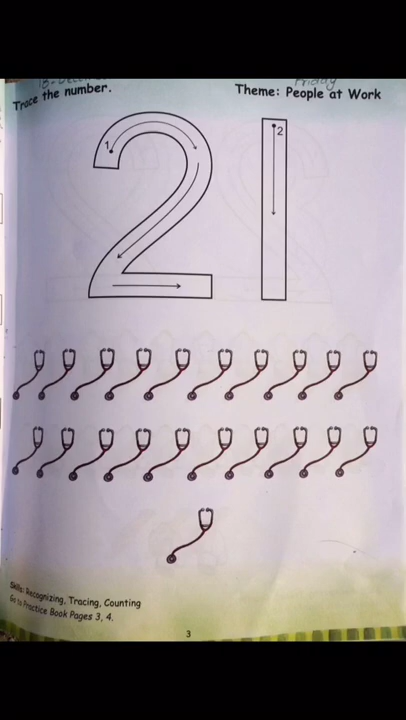 Friday
Trace the number.
Theme: People at Work
1
2
21
Skills: Recognizing, Tracing, Counting
Go to Practice Book Pages 3, 4.
3